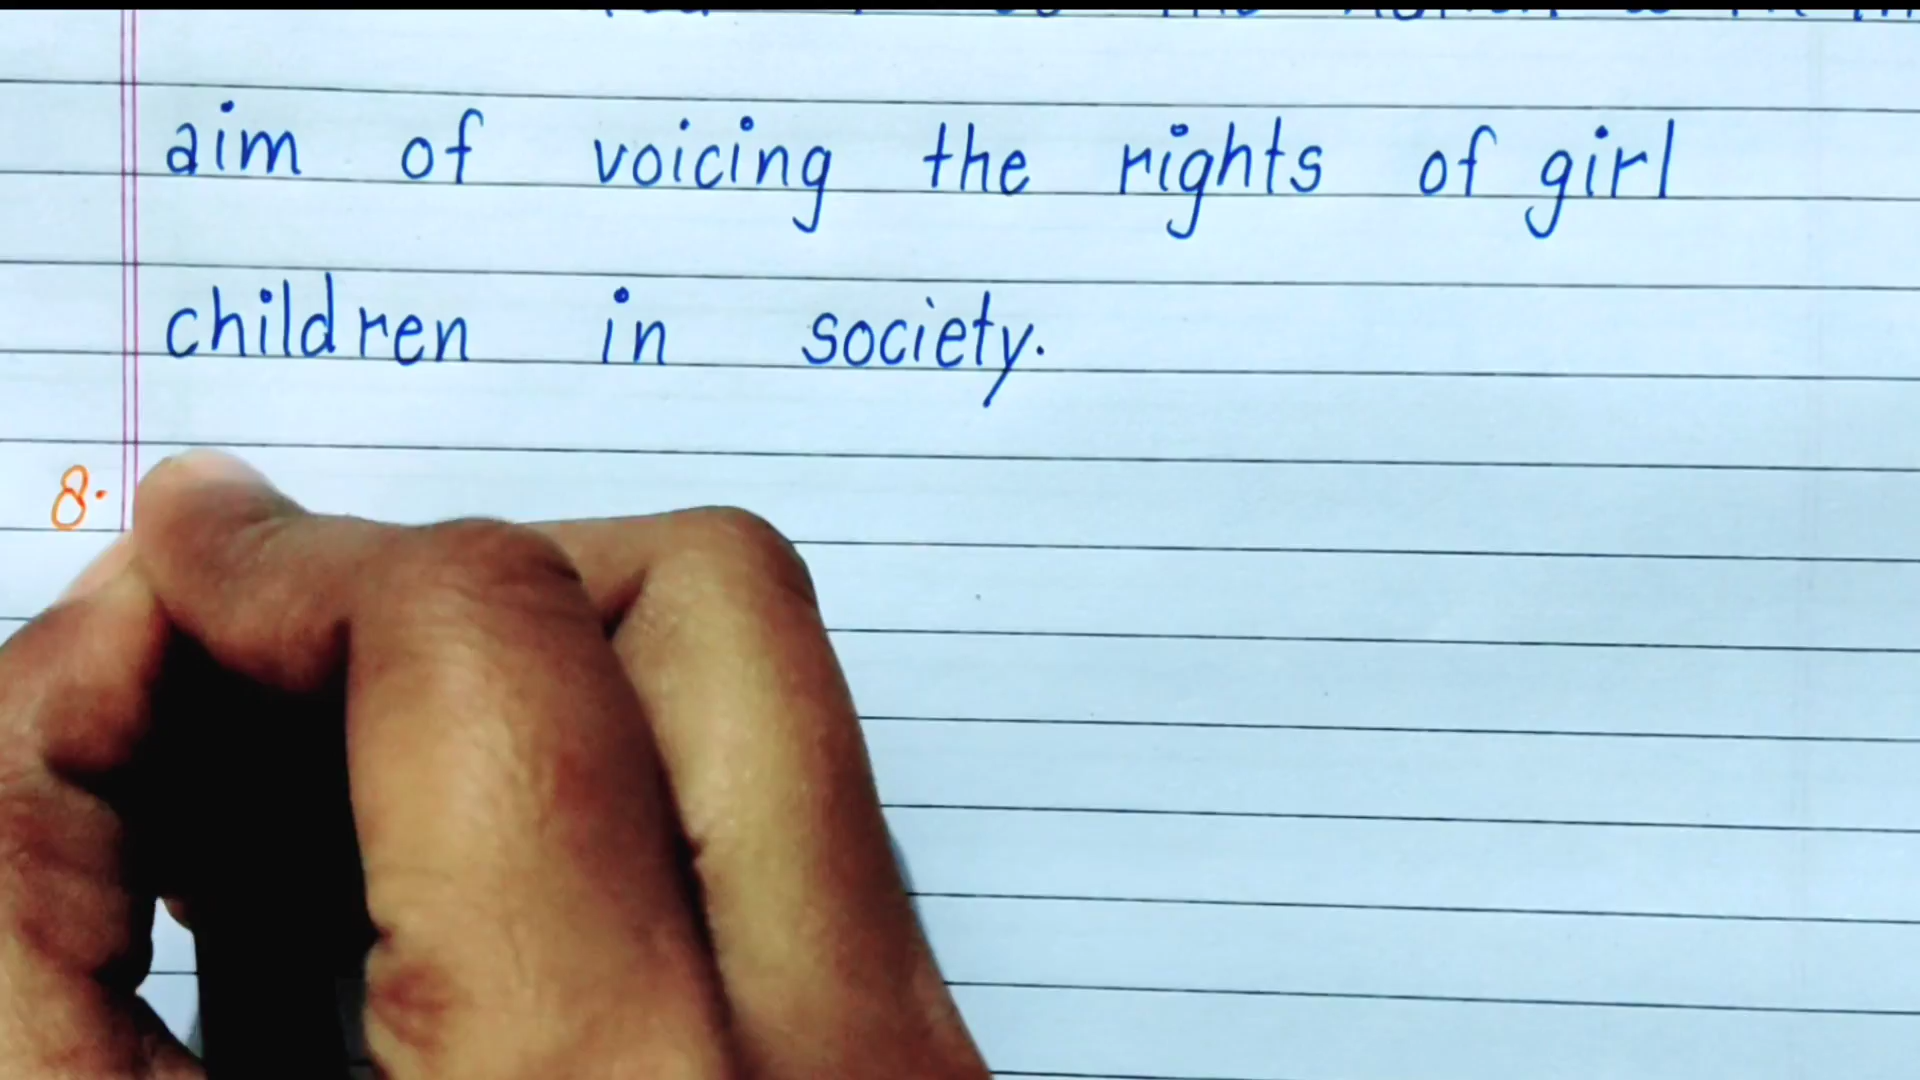 aim of voicing the rights of girl
children in society.
8.